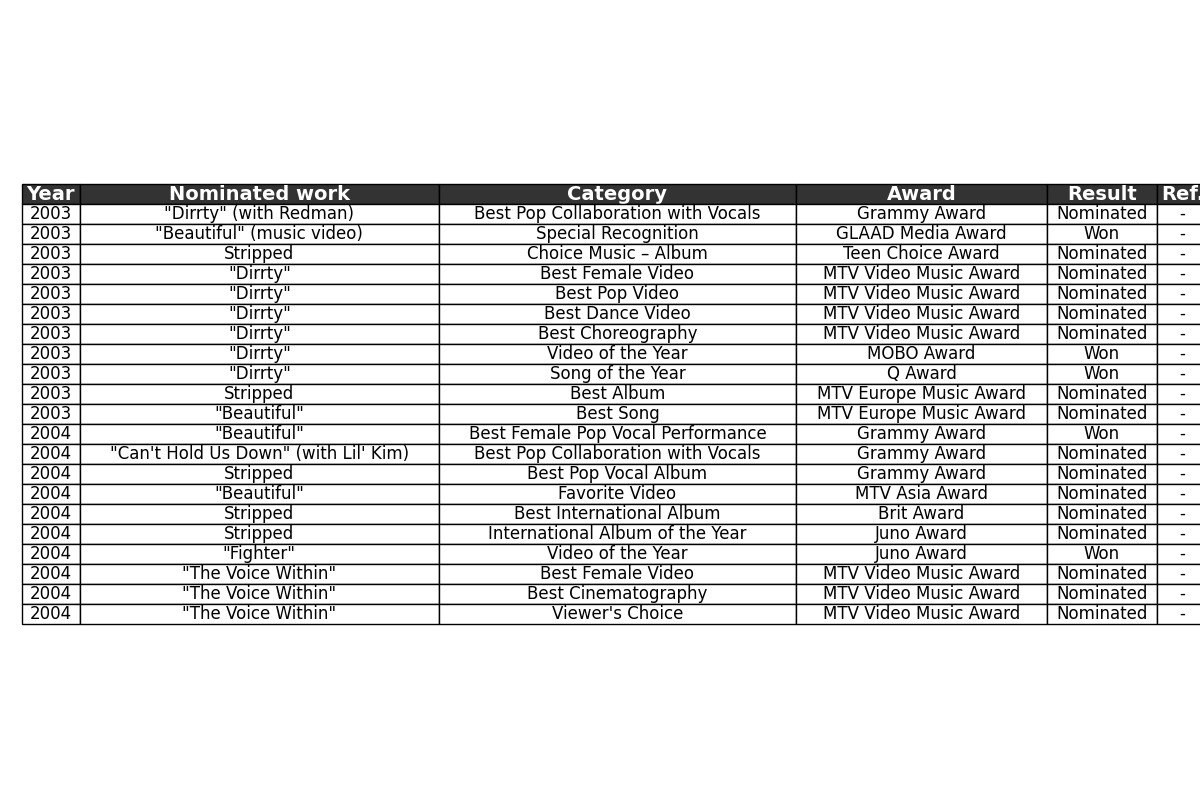 Year Nominated work Category Award Result Ref.
2003 "Dirrty" (with Redman) Best Pop Collaboration with Vocals Grammy Award Nominated -
2003 "Beautiful" (music video) Special Recognition GLAAD Media Award Won -
2003 Stripped Choice Music – Album Teen Choice Award Nominated -
2003 "Dirrty" Best Female Video MTV Video Music Award Nominated -
2003 "Dirrty" Best Pop Video MTV Video Music Award Nominated -
2003 "Dirrty" Best Dance Video MTV Video Music Award Nominated -
2003 "Dirrty" Best Choreography MTV Video Music Award Nominated -
2003 "Dirrty" Video of the Year MOBO Award Won -
2003 "Dirrty" Song of the Year Q Award Won -
2003 Stripped Best Album MTV Europe Music Award Nominated -
2003 "Beautiful" Best Song MTV Europe Music Award Nominated -
2004 "Beautiful" Best Female Pop Vocal Performance Grammy Award Won -
2004 "Can't Hold Us Down" (with Lil' Kim) Best Pop Collaboration with Vocals Grammy Award Nominated -
2004 Stripped Best Pop Vocal Album Grammy Award Nominated -
2004 "Beautiful" Favorite Video MTV Asia Award Nominated -
2004 Stripped Best International Album Brit Award Nominated -
2004 Stripped International Album of the Year Juno Award Nominated -
2004 "Fighter" Video of the Year Juno Award Won -
2004 "The Voice Within" Best Female Video MTV Video Music Award Nominated -
2004 "The Voice Within" Best Cinematography MTV Video Music Award Nominated -
2004 "The Voice Within" Viewer's Choice MTV Video Music Award Nominated -